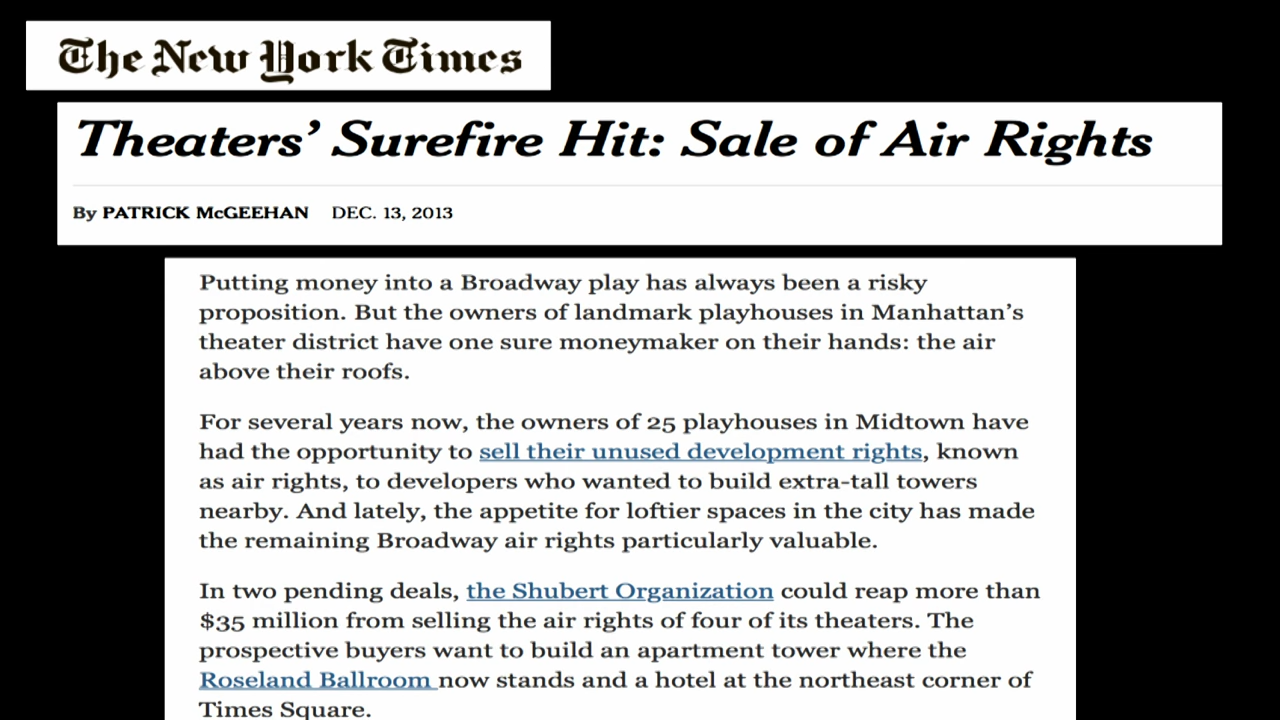 The New York Times
Theaters’ Surefire Hit: Sale of Air Rights
By PATRICK McGEEHAN DEC. 13, 2013
Putting money into a Broadway play has always been a risky
proposition. But the owners of landmark playhouses in Manhattan’s
theater district have one sure moneymaker on their hands: the air
above their roofs.
For several years now, the owners of 25 playhouses in Midtown have
had the opportunity to sell their unused development rights, known
as air rights, to developers who wanted to build extra-tall towers
nearby. And lately, the appetite for loftier spaces in the city has made
the remaining Broadway air rights particularly valuable.
In two pending deals, the Shubert Organization could reap more than
$35 million from selling the air rights of four of its theaters. The
prospective buyers want to build an apartment tower where the
Roseland Ballroom now stands and a hotel at the northeast corner of
Times Square.